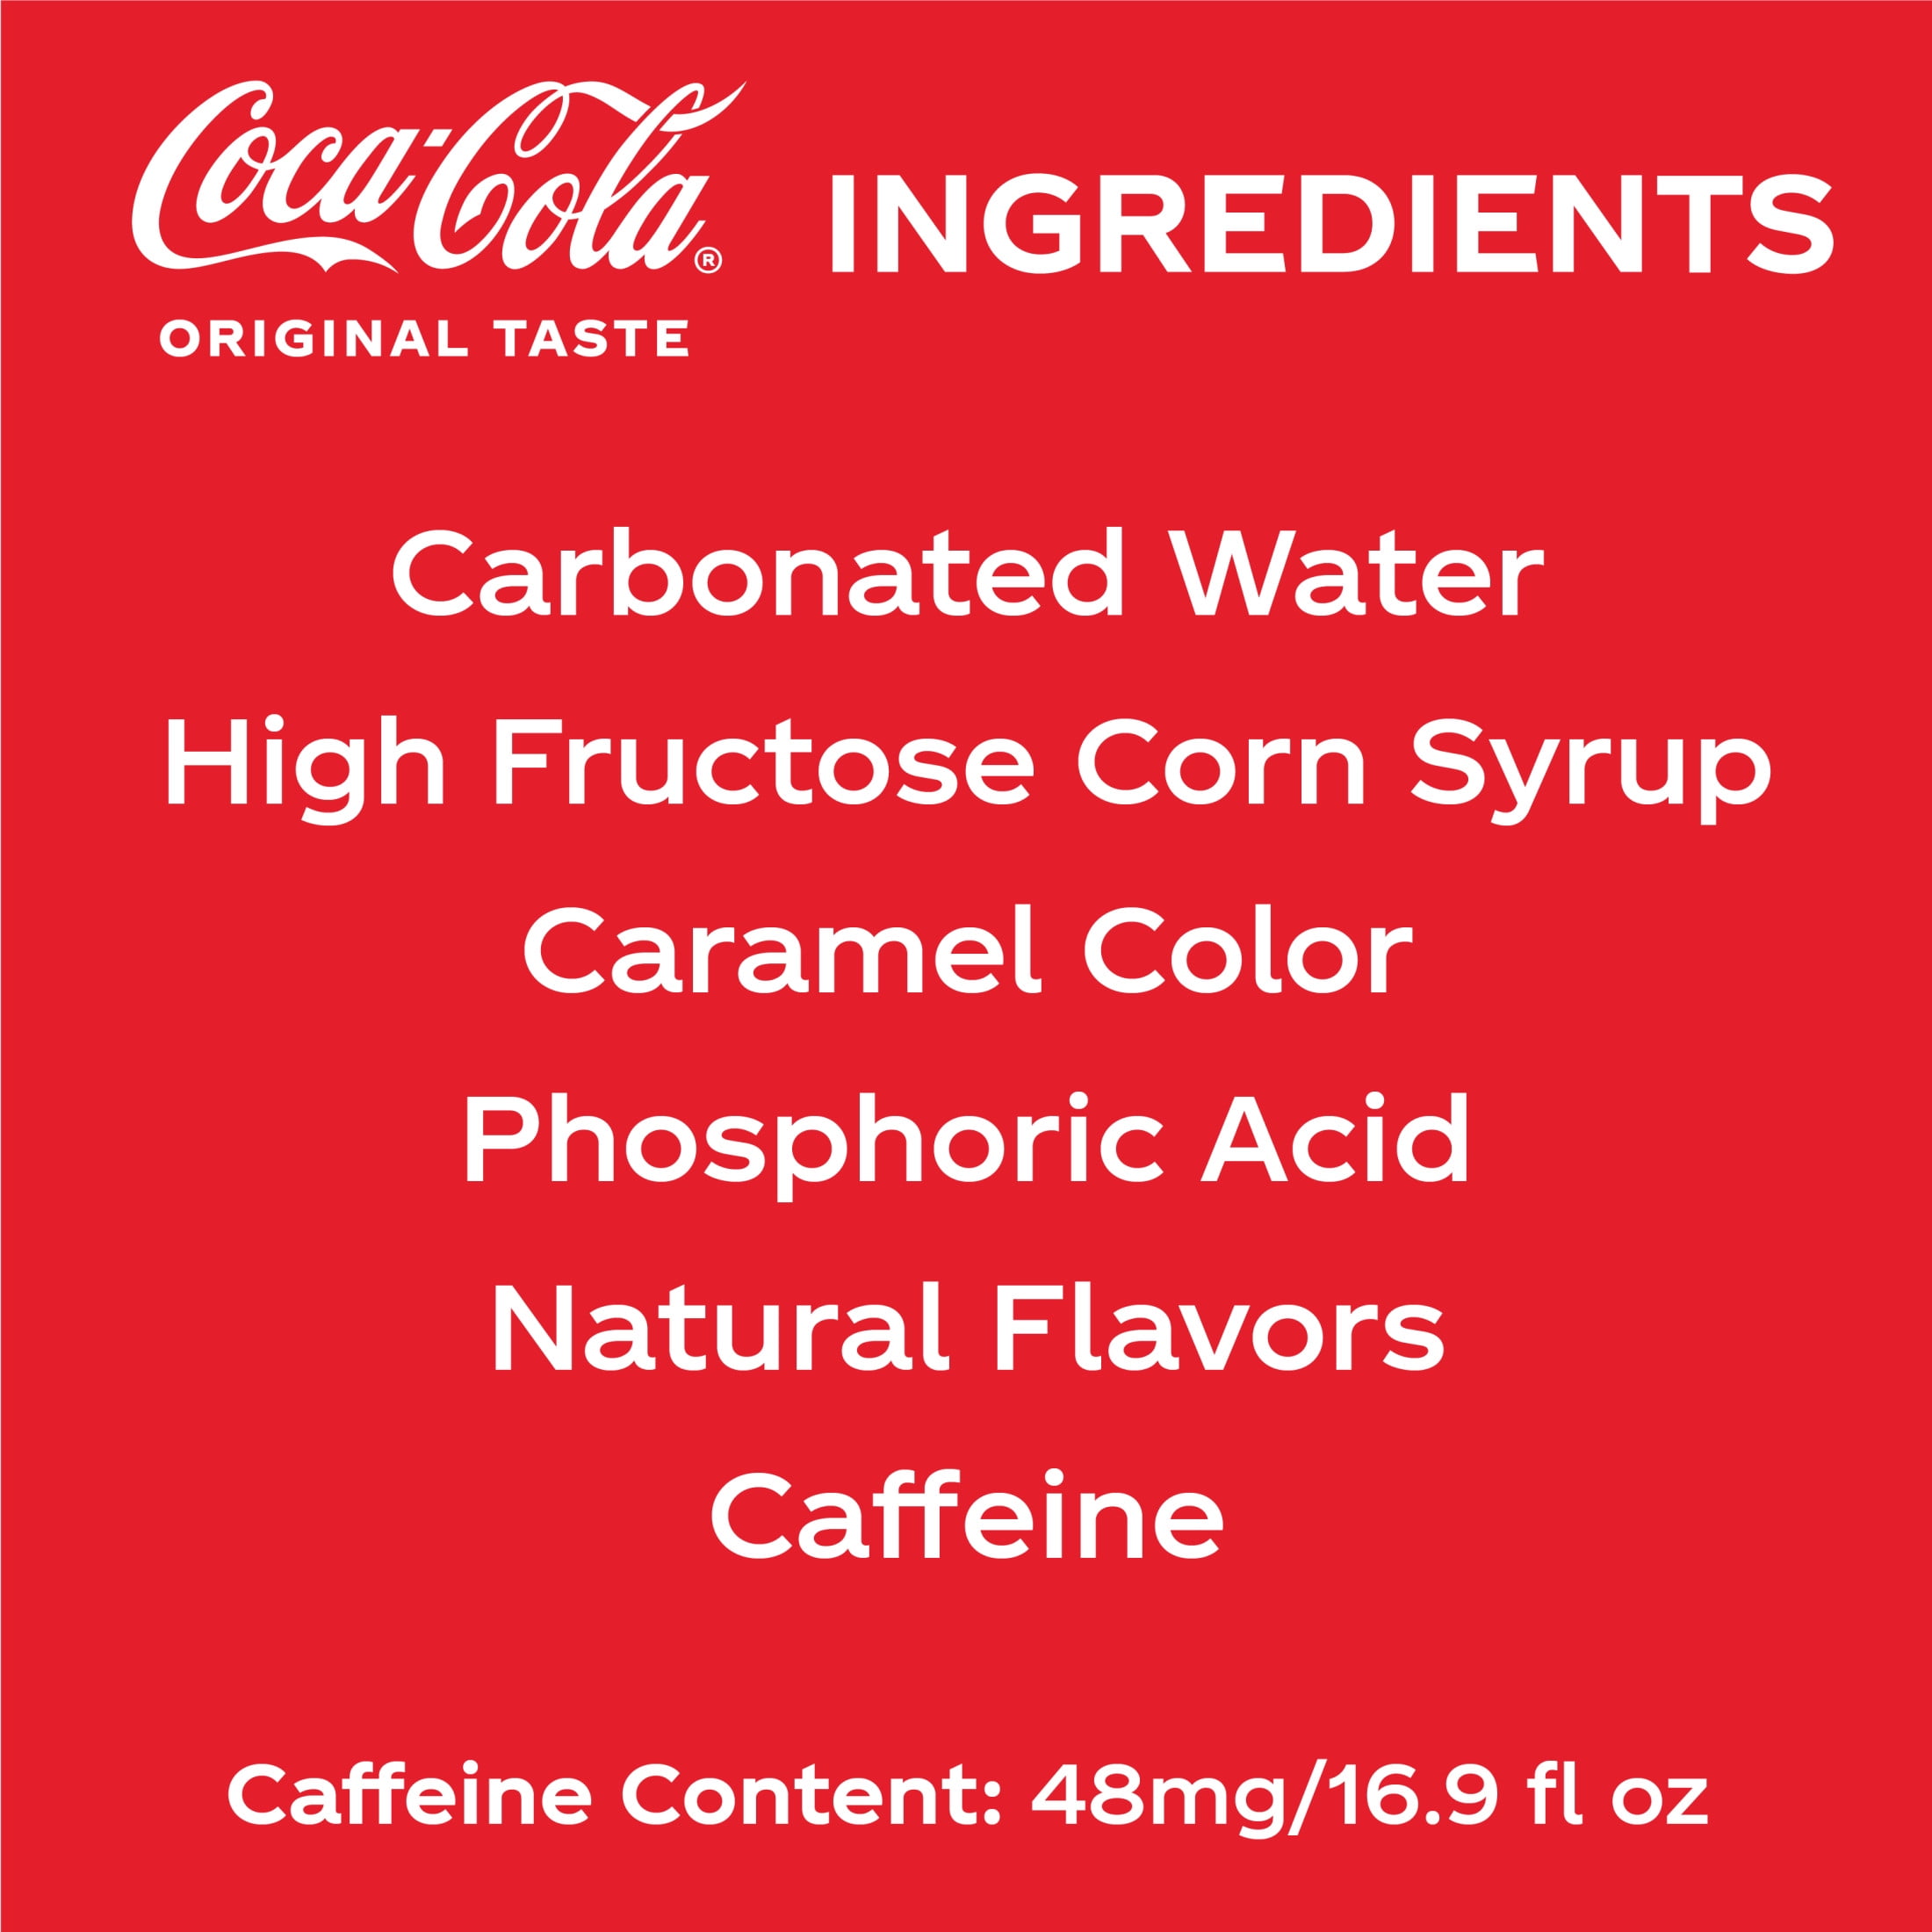 Coca-Cola® INGREDIENTS
ORIGINAL TASTE
Carbonated Water
High Fructose Corn Syrup
Caramel Color
Phosphoric Acid
Natural Flavors
Caffeine
Caffeine Content: 48mg/16.9 fl oz